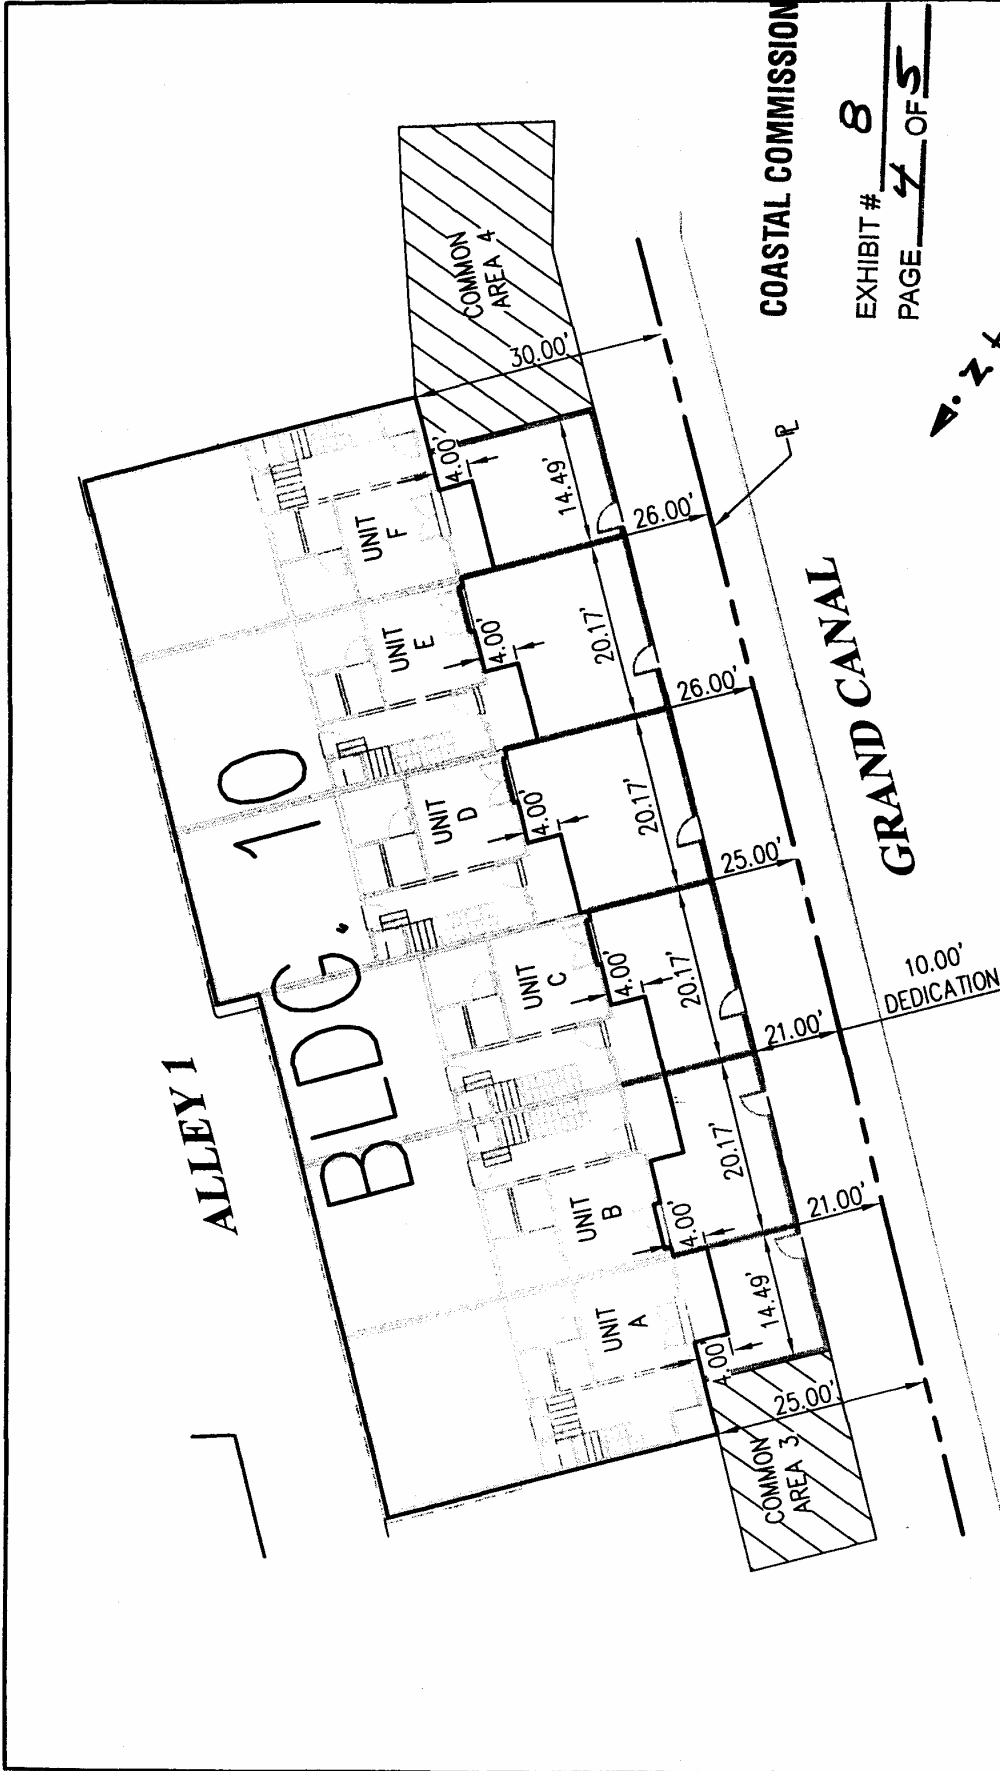 ALLEY 1
BLDG. 10
UNIT
A
UNIT
B
UNIT
C
UNIT
D
UNIT
E
UNIT
F
4.00'
4.00'
4.00'
4.00'
4.00'
4.00'
14.49'
20.17'
20.17'
20.17'
20.17'
14.49'
COMMON
AREA 3
COMMON
AREA 4
25.00'
21.00'
21.00'
25.00'
26.00'
26.00'
30.00'
PL
10.00'
DEDICATION
GRAND CANAL
N
COASTAL COMMISSION
EXHIBIT # 8
PAGE 4 OF 5